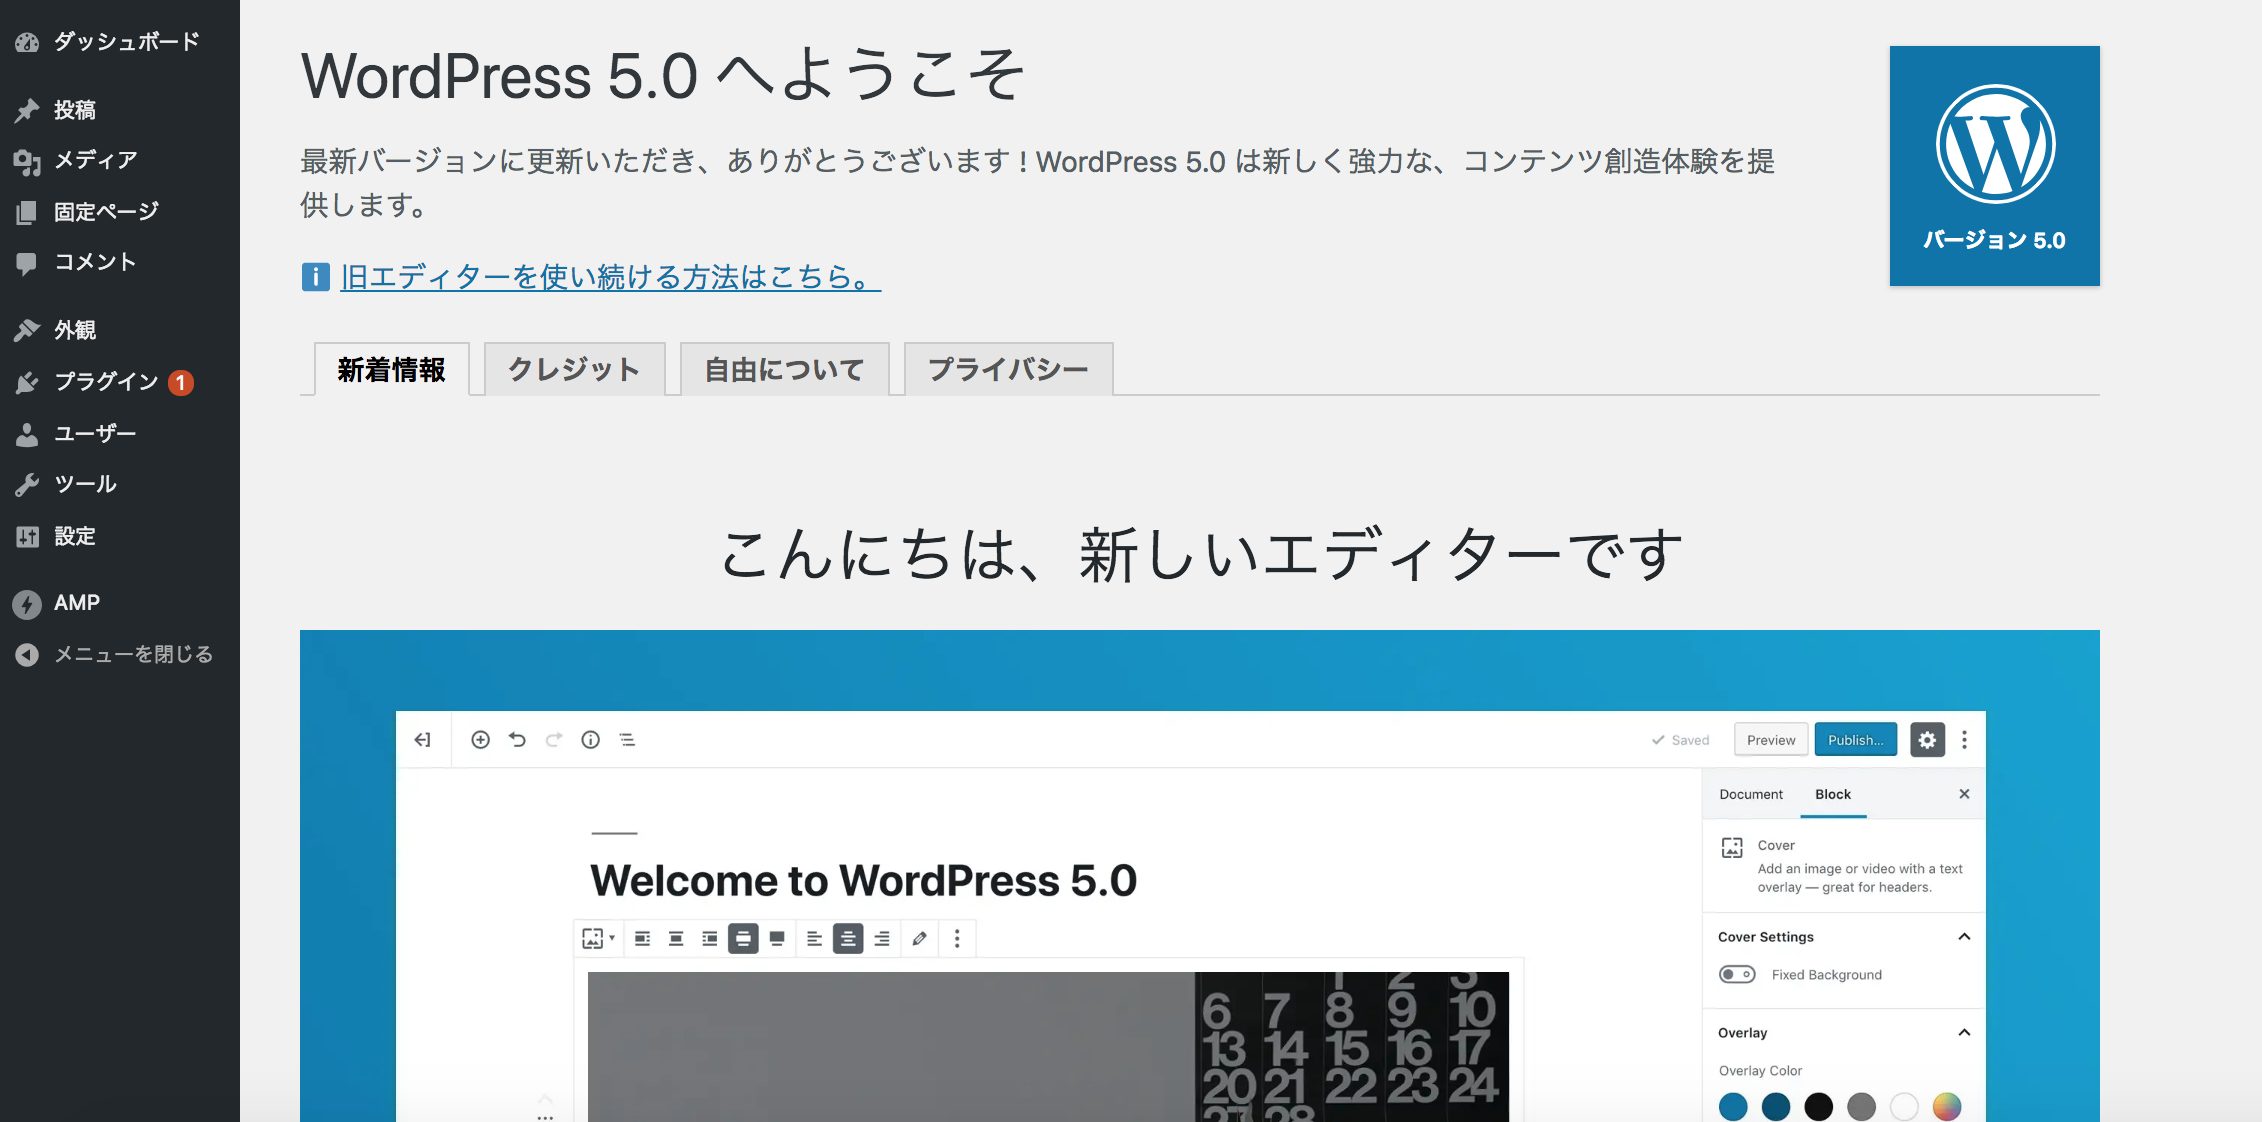 ダッシュボード
投稿
メディア
固定ページ
コメント
外観
プラグイン 1
ユーザー
ツール
設定
AMP
メニューを閉じる
WordPress 5.0 へようこそ
最新バージョンに更新いただき、ありがとうございます ! WordPress 5.0 は新しく強力な、コンテンツ創造体験を提
供します。
旧エディターを使い続ける方法はこちら。
バージョン 5.0
新着情報 クレジット 自由について プライバシー
こんにちは、新しいエディターです
Saved Preview Publish...
Document Block
Welcome to WordPress 5.0
Cover
Add an image or video with a text
overlay — great for headers.
Cover Settings
Fixed Background
Overlay
Overlay Color
1 2 3
6 7 8 9 10
13 14 15 16 17
20 21 22 23 24
27 28